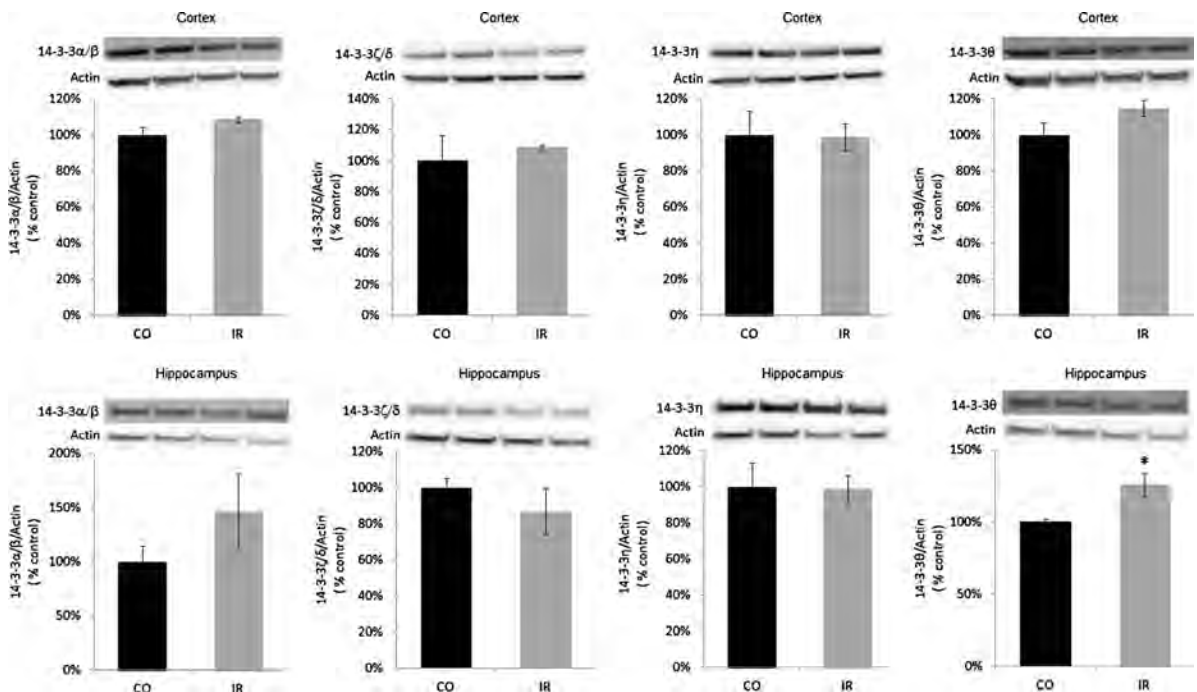 Cortex
14-3-3α/β
Actin
14-3-3α/β/Actin
( % control)
120%
100%
80%
60%
40%
20%
0%
CO
IR
Cortex
14-3-3ζ/δ
Actin
14-3-3ζ/δ/Actin
( % control)
140%
120%
100%
80%
60%
40%
20%
0%
CO
IR
Cortex
14-3-3η
Actin
14-3-3η/Actin
( % control)
120%
100%
80%
60%
40%
20%
0%
CO
IR
Cortex
14-3-3θ
Actin
14-3-3θ/Actin
( % control)
120%
100%
80%
60%
40%
20%
0%
CO
IR
Hippocampus
14-3-3α/β
Actin
14-3-3α/β/Actin
( % control)
200%
150%
100%
50%
0%
CO
IR
Hippocampus
14-3-3ζ/δ
Actin
14-3-3ζ/δ/Actin
( % control)
120%
100%
80%
60%
40%
20%
0%
CO
IR
Hippocampus
14-3-3η
Actin
14-3-3η/Actin
( % control)
120%
100%
80%
60%
40%
20%
0%
CO
IR
Hippocampus
14-3-3θ
Actin
14-3-3θ/Actin
( % control)
150%
100%
50%
0%
*
CO
IR